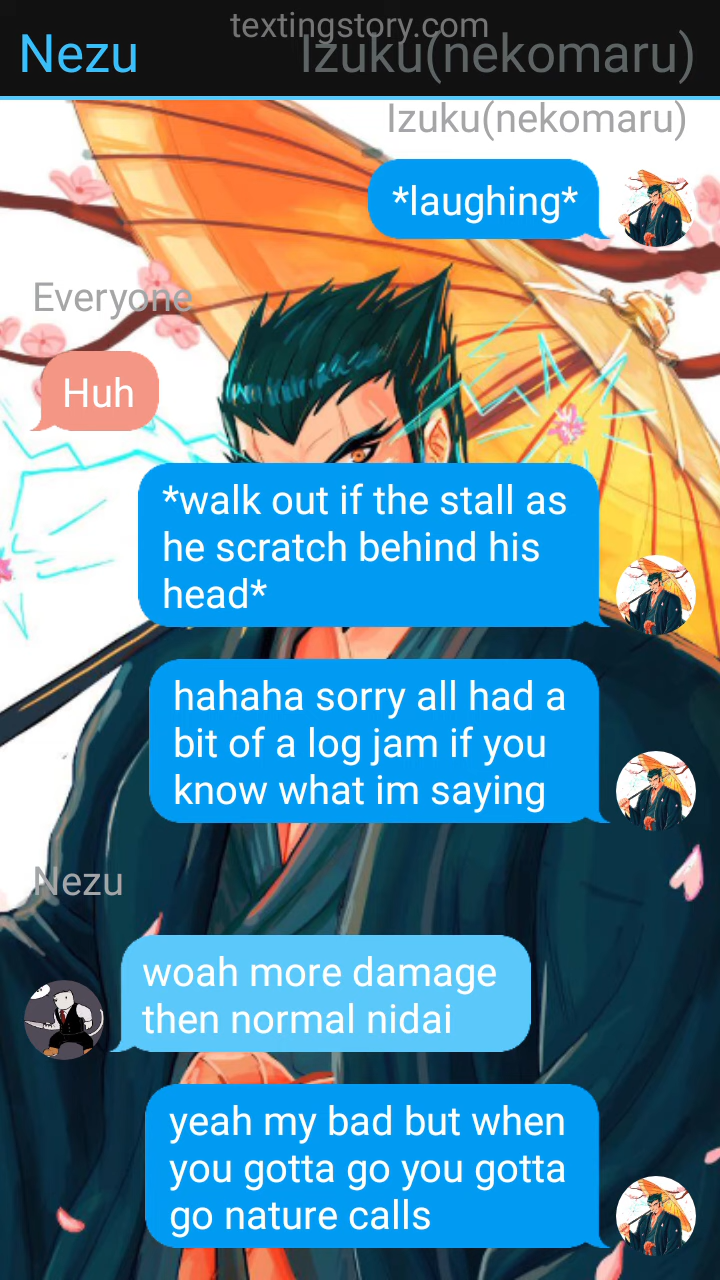 textingstory.com
Nezu
Izuku(nekomaru)
Izuku(nekomaru)
*laughing*
Everyone
Huh
*walk out if the stall as
he scratch behind his
head*
hahaha sorry all had a
bit of a log jam if you
know what im saying
Nezu
woah more damage
then normal nidai
yeah my bad but when
you gotta go you gotta
go nature calls